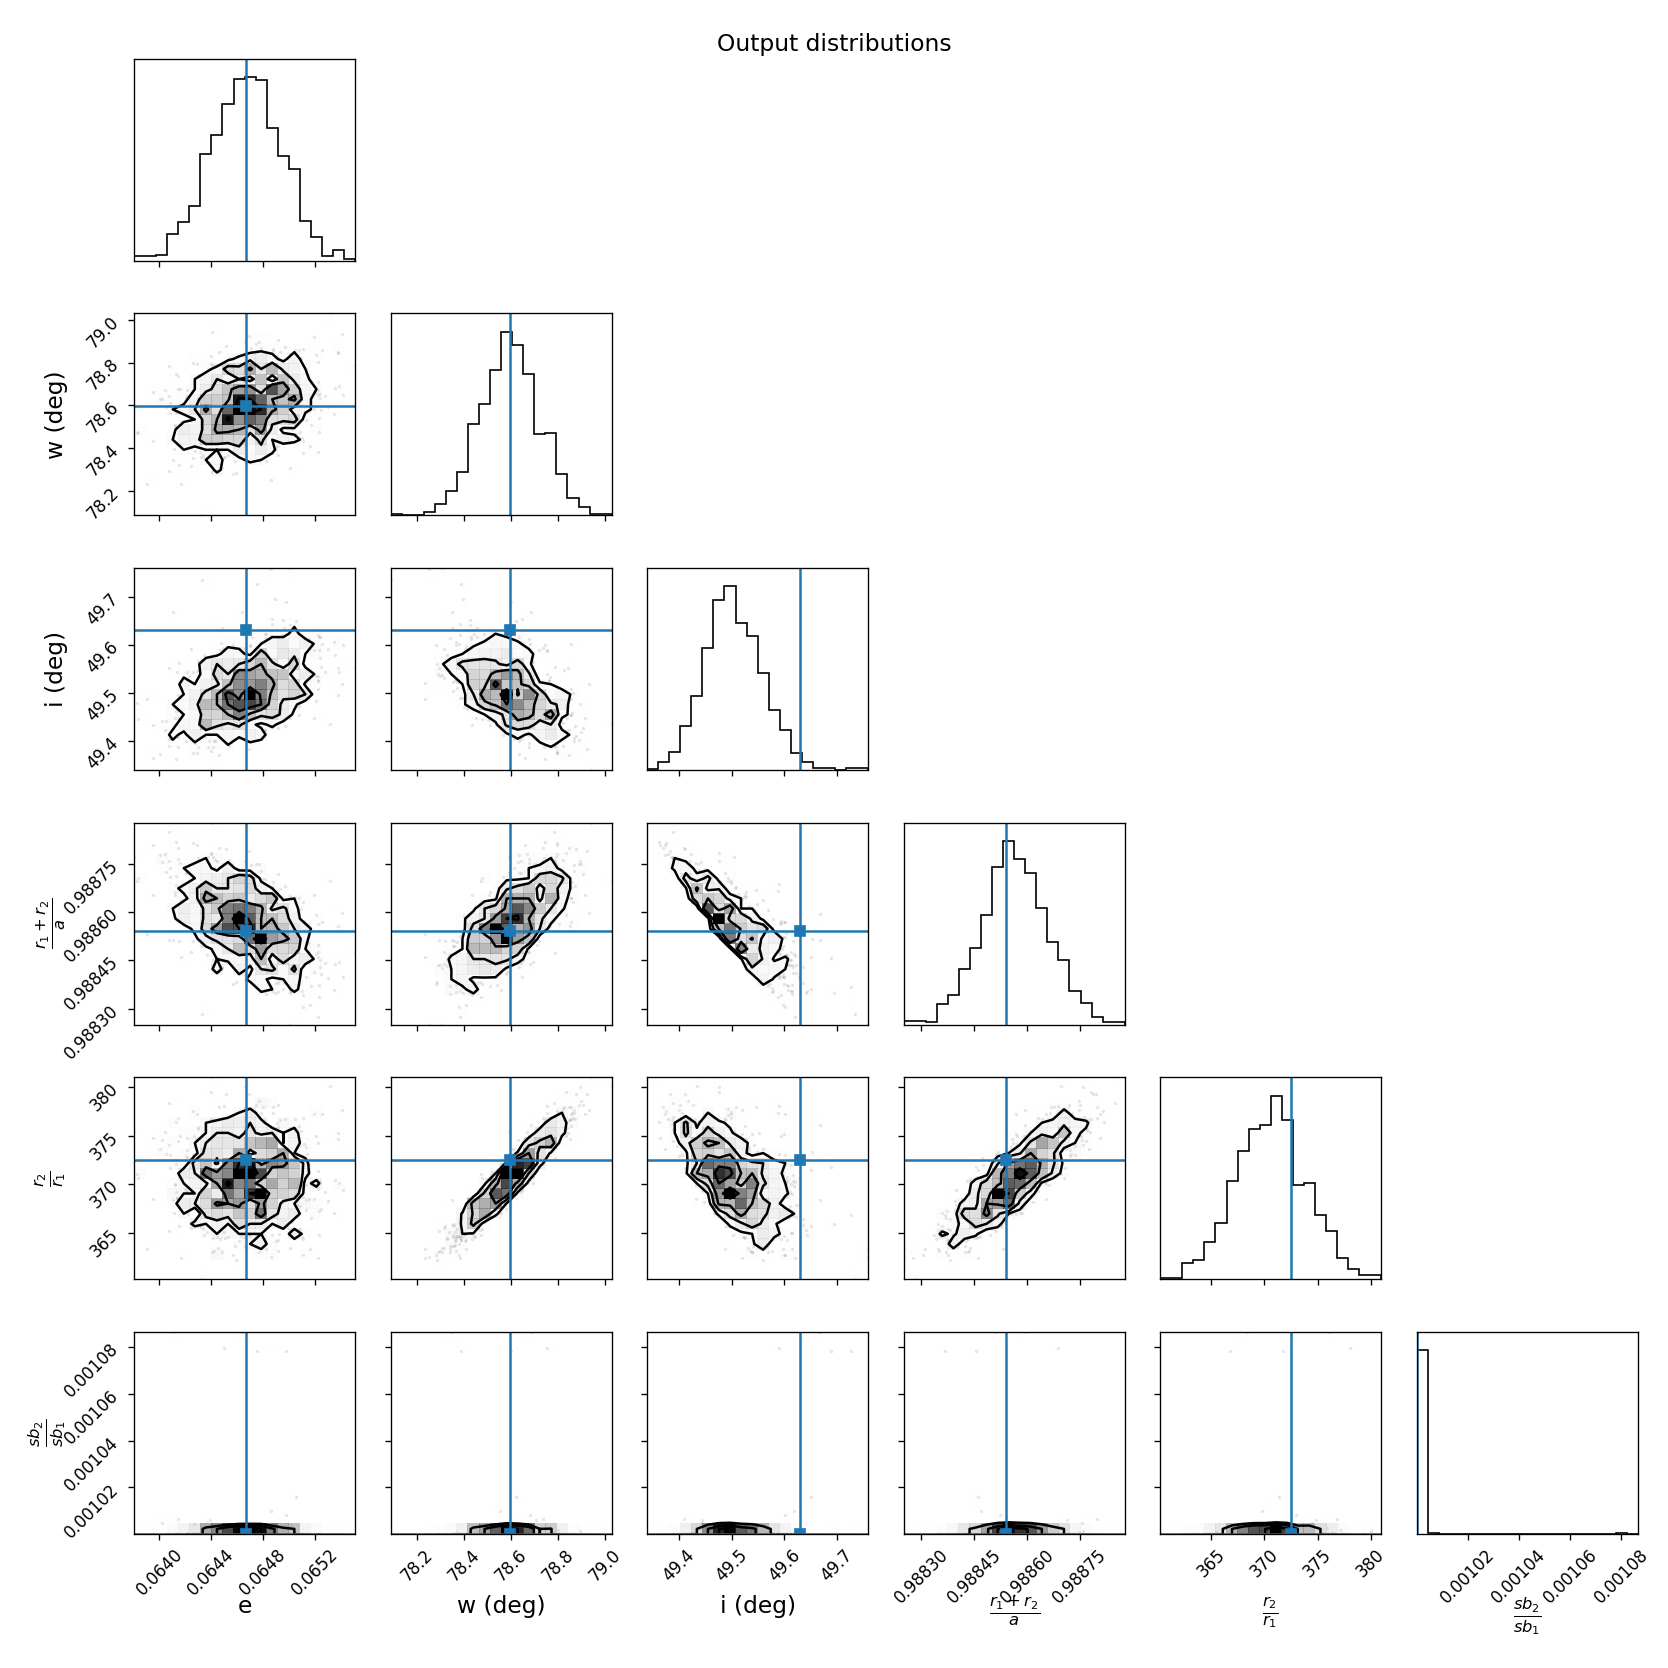 Output distributions
w (deg)
79.0
78.8
78.6
78.4
78.2
i (deg)
49.7
49.6
49.5
49.4
r₁ + r₂
a
0.98875
0.98860
0.98845
0.98830
r₂
r₁
380
375
370
365
sb₂
sb₁
0.00108
0.00106
0.00104
0.00102
0.0640 0.0644 0.0648 0.0652
78.2 78.4 78.6 78.8 79.0
49.4 49.5 49.6 49.7
0.98830 0.98845 0.98860 0.98875
365 370 375 380
0.00102 0.00104 0.00106 0.00108
e
w (deg)
i (deg)
r₁ + r₂
a
r₂
r₁
sb₂
sb₁